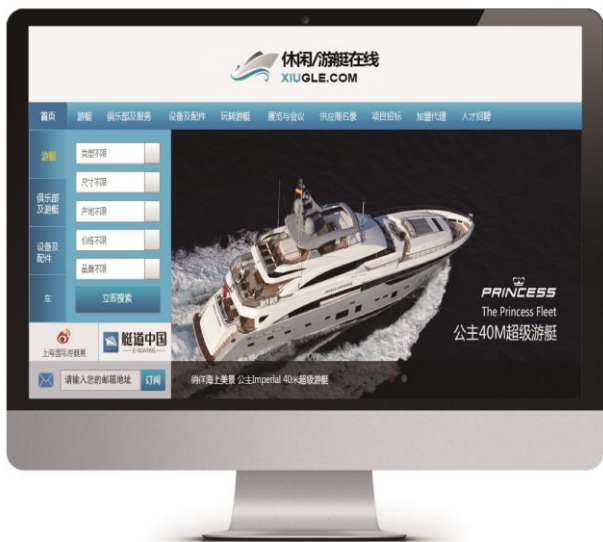 休闲/游艇在线
XIUGLE.COM
首页 游艇 俱乐部及服务 设备及配件 玩转游艇 展览与会议 供应商名录 项目招标 加盟代理 人才招聘
游艇
类型不限
尺寸不限
俱乐部
及游艇
产地不限
设备及
配件
价格不限
品牌不限
车
立即搜索
PRINCESS
The Princess Fleet
公主40M超级游艇
上海国际游艇展
艇道中国
E-BOATING
请输入您的邮箱地址 订阅
徜徉海上美景 公主Imperial 40米超级游艇